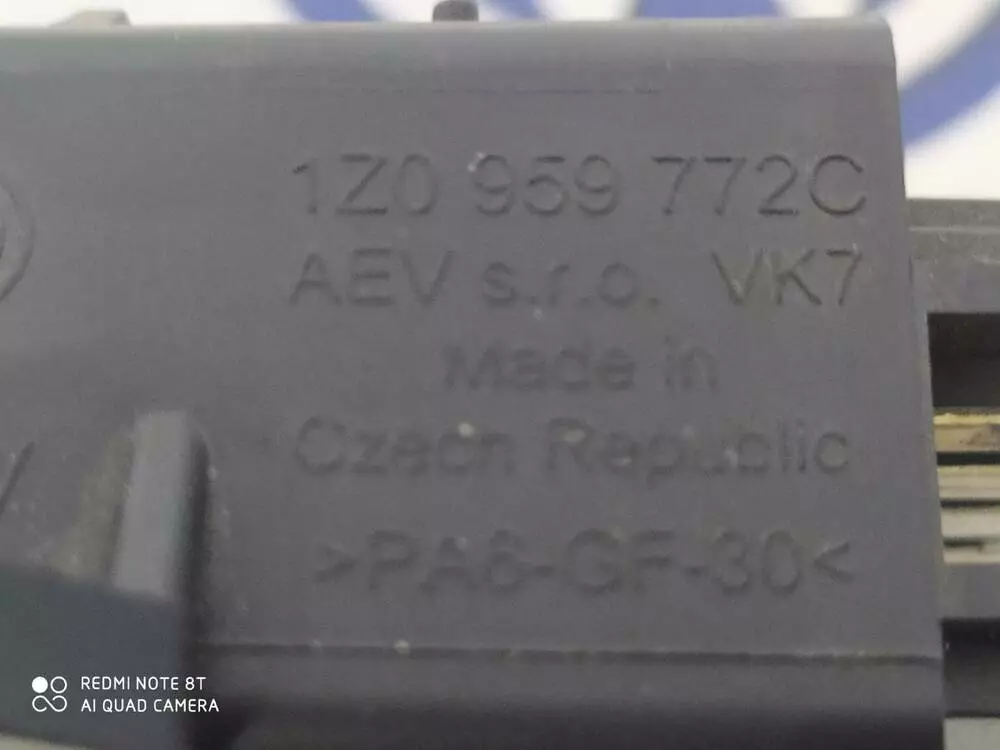 1Z0 959 772C
AEV s.r.o. VK7
Made in
Czech Republic
>PA6-GF-30<
REDMI NOTE 8T
AI QUAD CAMERA